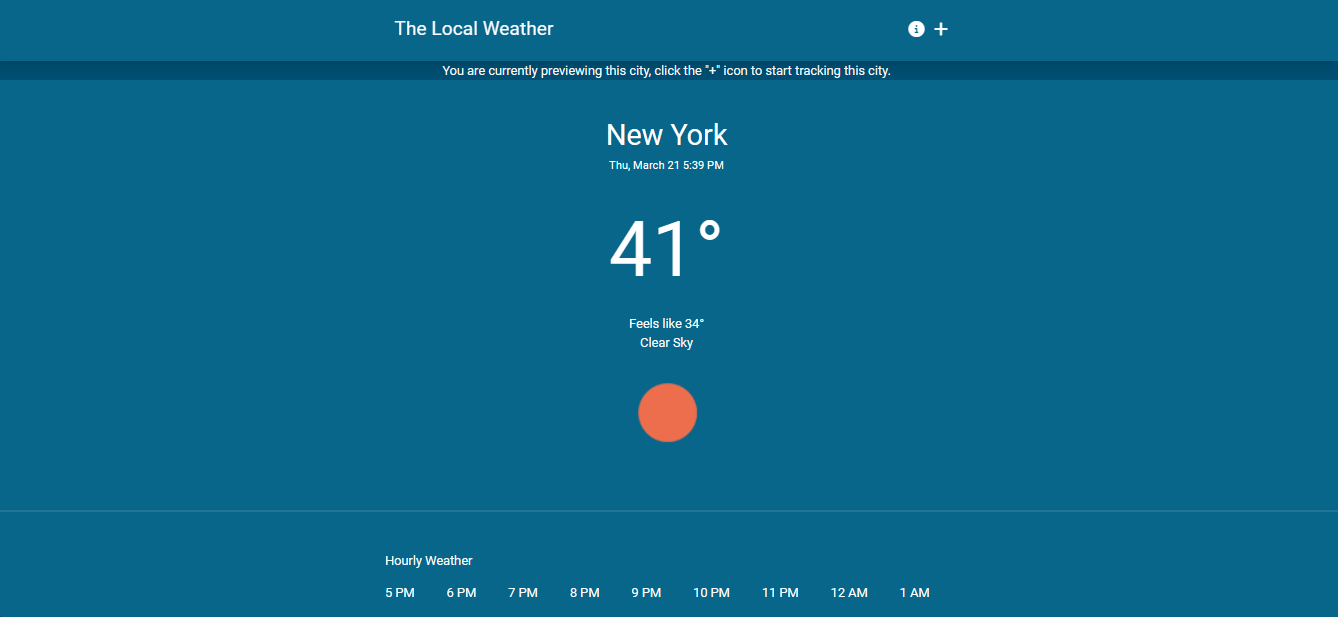 The Local Weather
You are currently previewing this city, click the "+" icon to start tracking this city.
New York
Thu, March 21 5:39 PM
41°
Feels like 34°
Clear Sky
Hourly Weather
5 PM 6 PM 7 PM 8 PM 9 PM 10 PM 11 PM 12 AM 1 AM